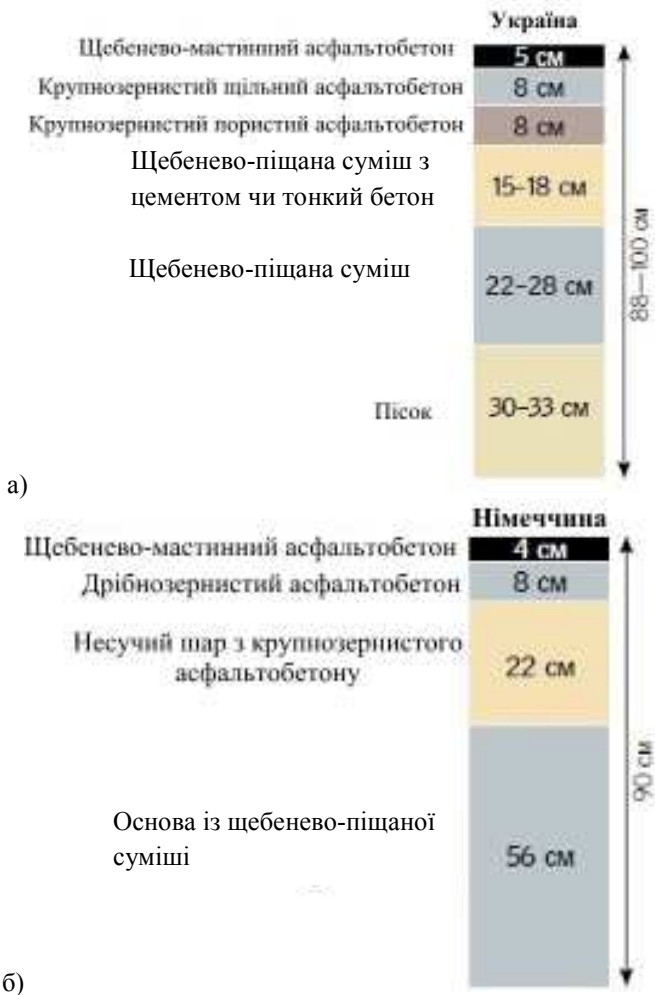 Україна
Щебенево-мастинний асфальтобетон 5 см
Крупнозернистий щільний асфальтобетон 8 см
Крупнозернистий пористий асфальтобетон 8 см
Щебенево-піщана суміш з
цементом чи тонкий бетон
15–18 см
Щебенево-піщана суміш
22–28 см
Пісок 30–33 см
88–100 см
а)
Німеччина
Щебенево-мастинний асфальтобетон 4 см
Дрібнозернистий асфальтобетон 8 см
Несучий шар з крупнозернистого
асфальтобетону
22 см
Основа із щебенево-піщаної
суміші
56 см
90 см
б)